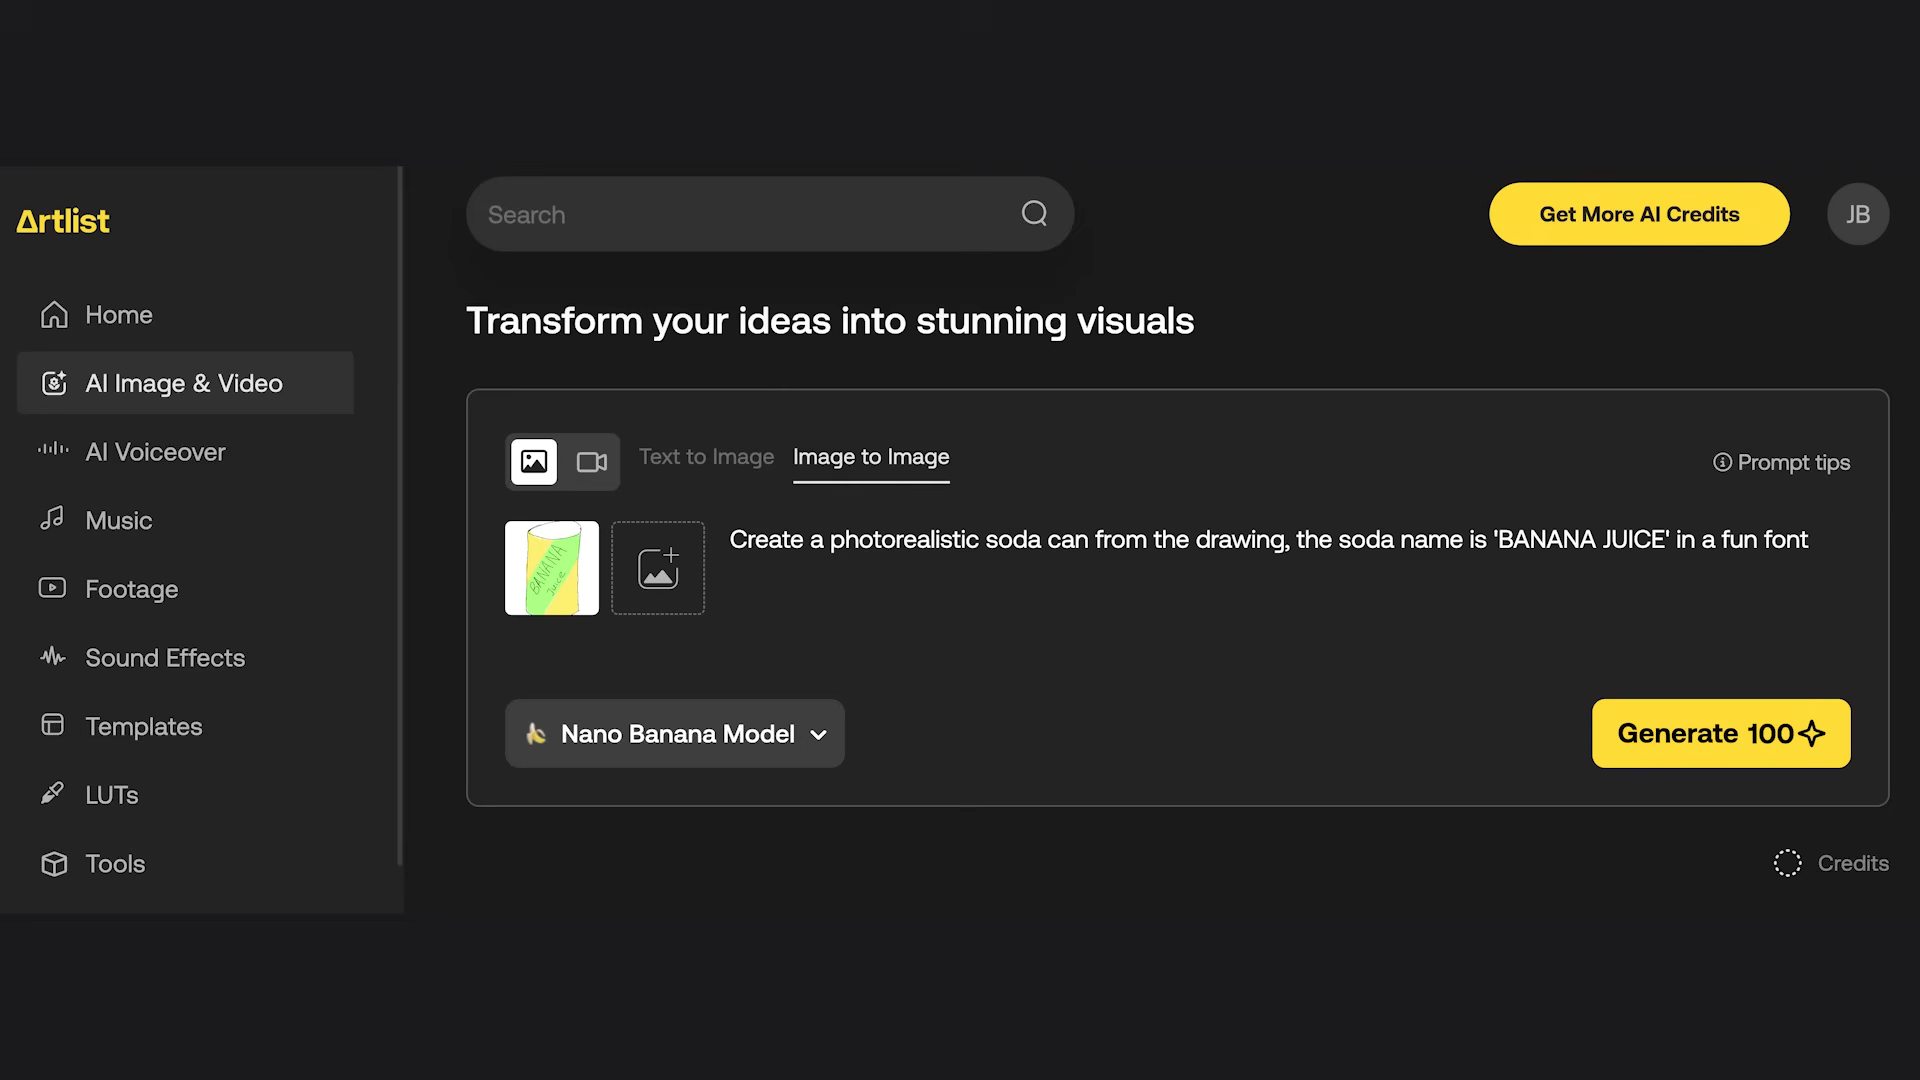 Artlist
Search
Get More AI Credits
JB
Home
AI Image & Video
AI Voiceover
Music
Footage
Sound Effects
Templates
LUTs
Tools
Transform your ideas into stunning visuals
Text to Image
Image to Image
Prompt tips
BANANA
Juice
Create a photorealistic soda can from the drawing, the soda name is 'BANANA JUICE' in a fun font
Nano Banana Model
Generate 100
Credits